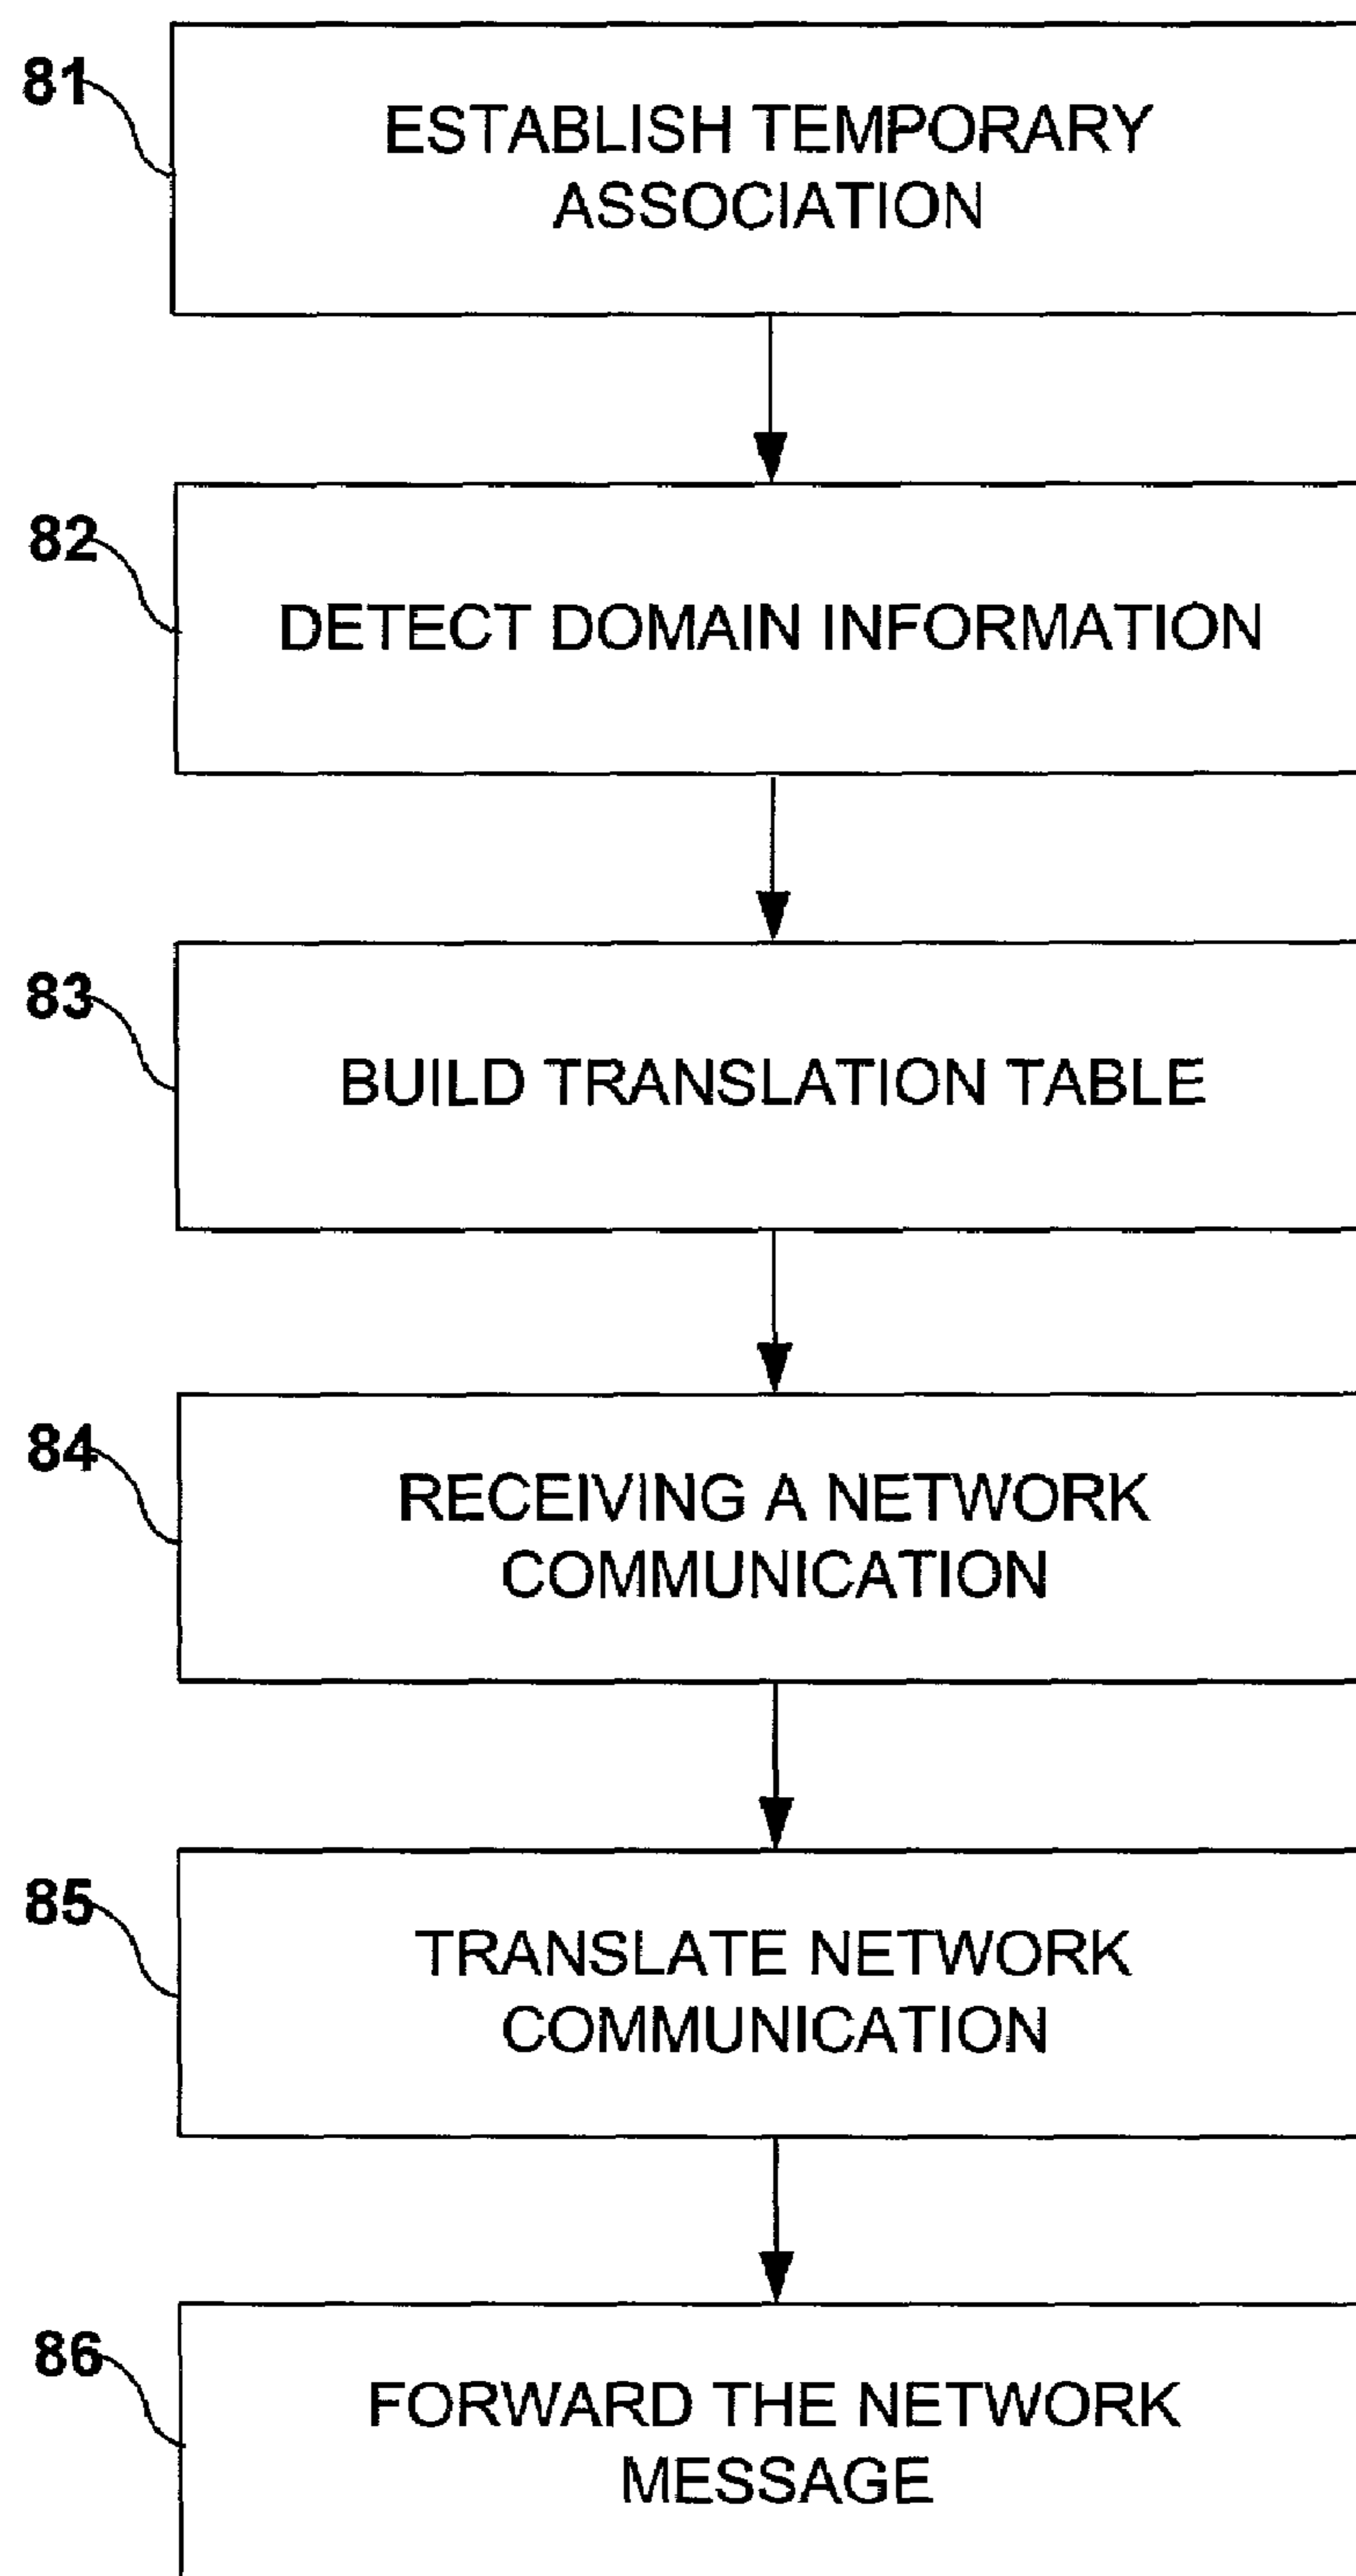 81
ESTABLISH TEMPORARY
ASSOCIATION
82
DETECT DOMAIN INFORMATION
83
BUILD TRANSLATION TABLE
84
RECEIVING A NETWORK
COMMUNICATION
85
TRANSLATE NETWORK
COMMUNICATION
86
FORWARD THE NETWORK
MESSAGE